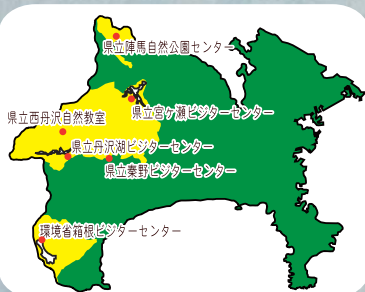 県立陣馬自然公園センター
県立宮ヶ瀬ビジターセンター
県立西丹沢自然教室
県立丹沢湖ビジターセンター
県立秦野ビジターセンター
環境省箱根ビジターセンター